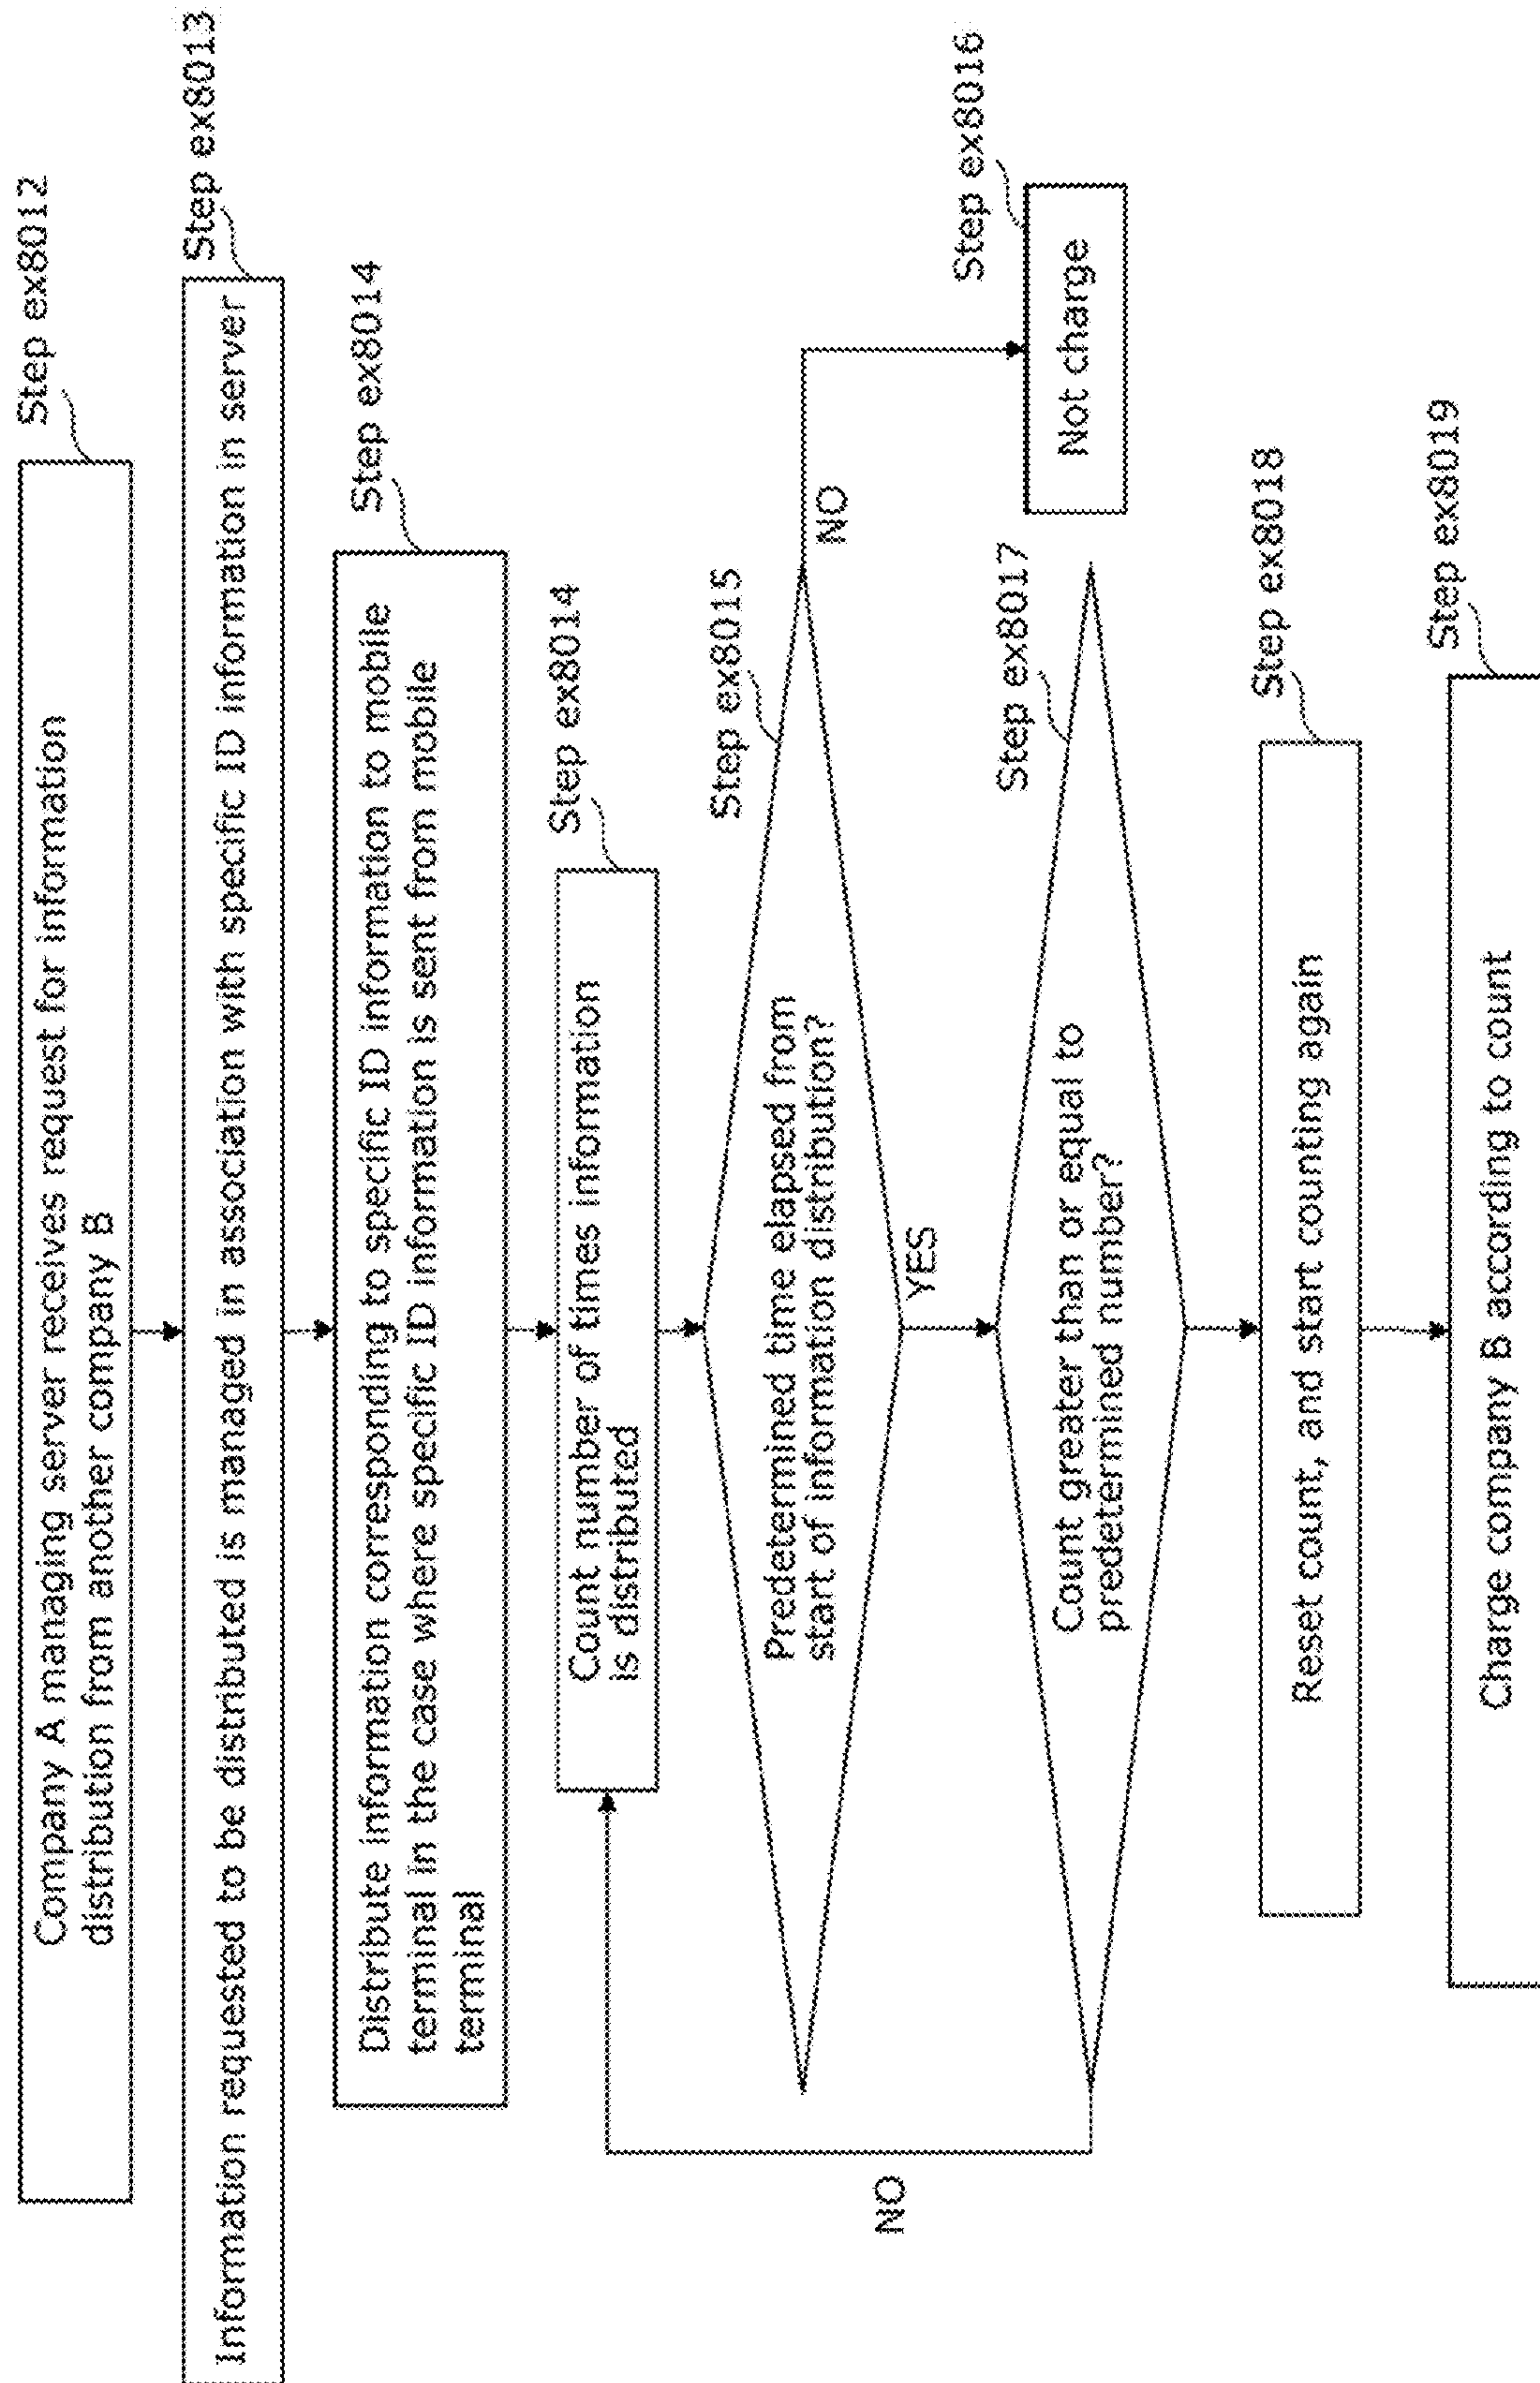 Step ex8012
Company A managing server receives request for information
distribution from another company B
Step ex8013
Information requested to be distributed is managed in association with specific ID information in server
Step ex8014
Distribute information corresponding to specific ID information to mobile
terminal in the case where specific ID information is sent from mobile
terminal
Step ex8014
Count number of times information
is distributed
Step ex8015
Predetermined time elapsed from
start of information distribution?
NO
YES
Step ex8016
Not charge
Step ex8017
Count greater than or equal to
predetermined number?
NO
Step ex8018
Reset count, and start counting again
Step ex8019
Charge company B according to count